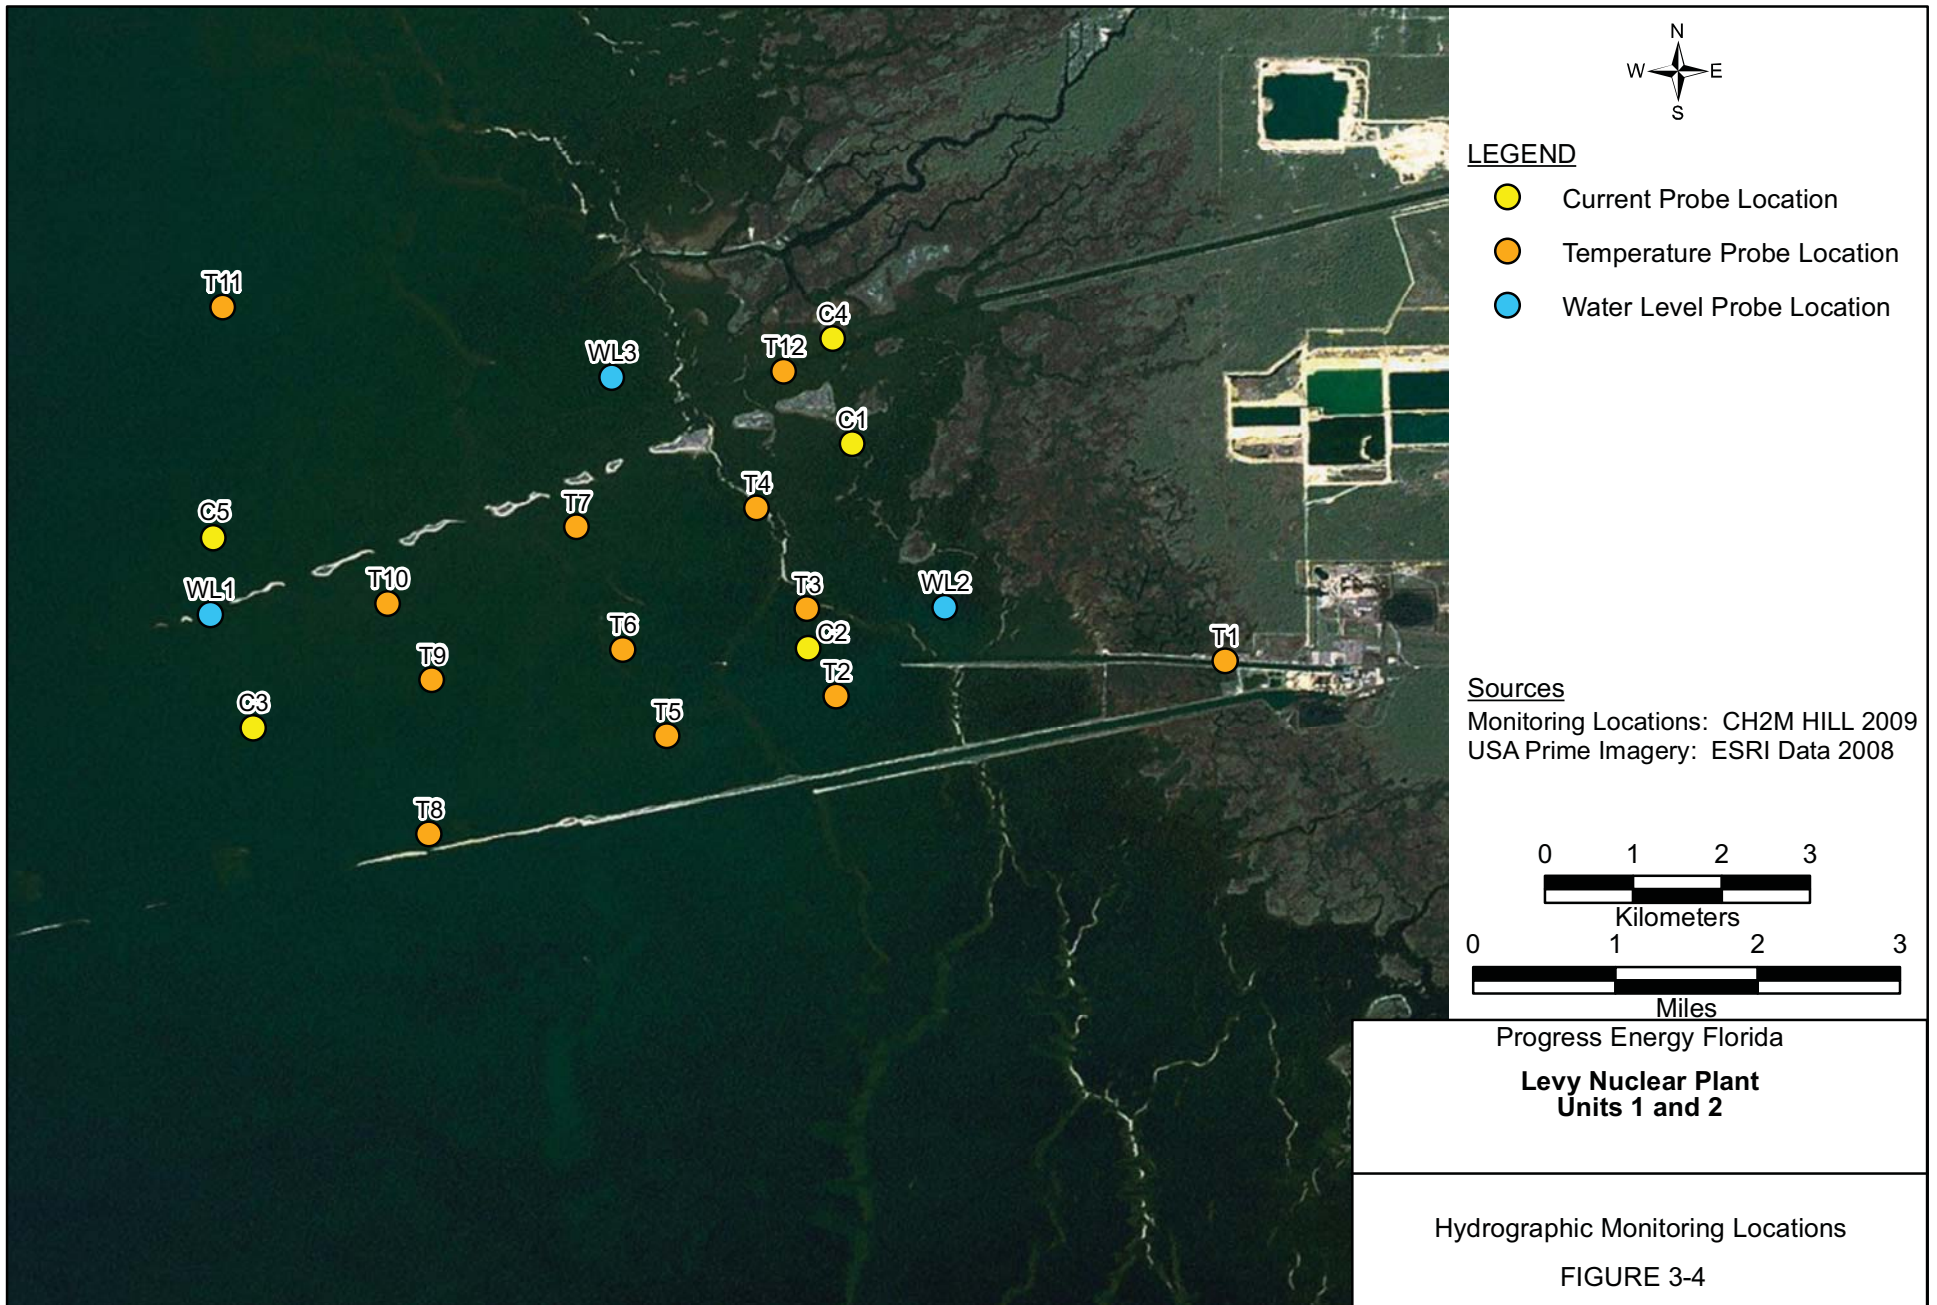 N
W E
S
LEGEND
Current Probe Location
Temperature Probe Location
Water Level Probe Location
T11
C4
WL3
T12
C1
T4
C5
T7
T10
WL1
T3
WL2
T6
C2
T1
T9
T2
C3
T5
T8
Sources
Monitoring Locations: CH2M HILL 2009
USA Prime Imagery: ESRI Data 2008
0 1 2 3
Kilometers
0 1 2 3
Miles
Progress Energy Florida
Levy Nuclear Plant
Units 1 and 2
Hydrographic Monitoring Locations
FIGURE 3-4